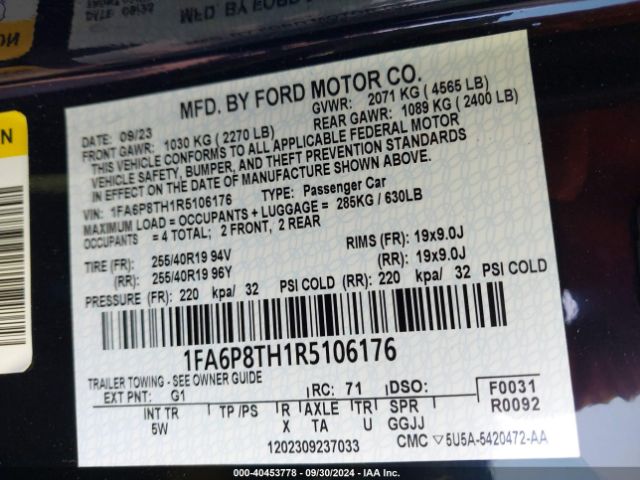 MFD. BY FORD
DATE 09/23
MFD. BY FORD MOTOR CO.
DATE: 09/23 GVWR: 2071 KG ( 4565 LB)
FRONT GAWR: 1030 KG ( 2270 LB) REAR GAWR: 1089 KG ( 2400 LB)
THIS VEHICLE CONFORMS TO ALL APPLICABLE FEDERAL MOTOR
VEHICLE SAFETY, BUMPER, AND THEFT PREVENTION STANDARDS
IN EFFECT ON THE DATE OF MANUFACTURE SHOWN ABOVE.
VIN: 1FA6P8TH1R5106176 TYPE: Passenger Car
MAXIMUM LOAD = OCCUPANTS + LUGGAGE = 285KG / 630LB
OCCUPANTS = 4 TOTAL; 2 FRONT, 2 REAR
TIRE (FR): 255/40R19 94V RIMS (FR): 19x9.0J
(RR): 255/40R19 96Y (RR): 19x9.0J
PRESSURE (FR): 220 kpa/ 32 PSI COLD (RR): 220 kpa/ 32 PSI COLD
1FA6P8TH1R5106176
TRAILER TOWING - SEE OWNER GUIDE
EXT PNT: G1 RC: 71 DSO: F0031
INT TR TP/PS R AXLE TR SPR R0092
5W X TA U GGJJ
1202309237033 CMC ▽ 5U5A-5420472-AA
000-40453778 - 09/30/2024 - IAA Inc.